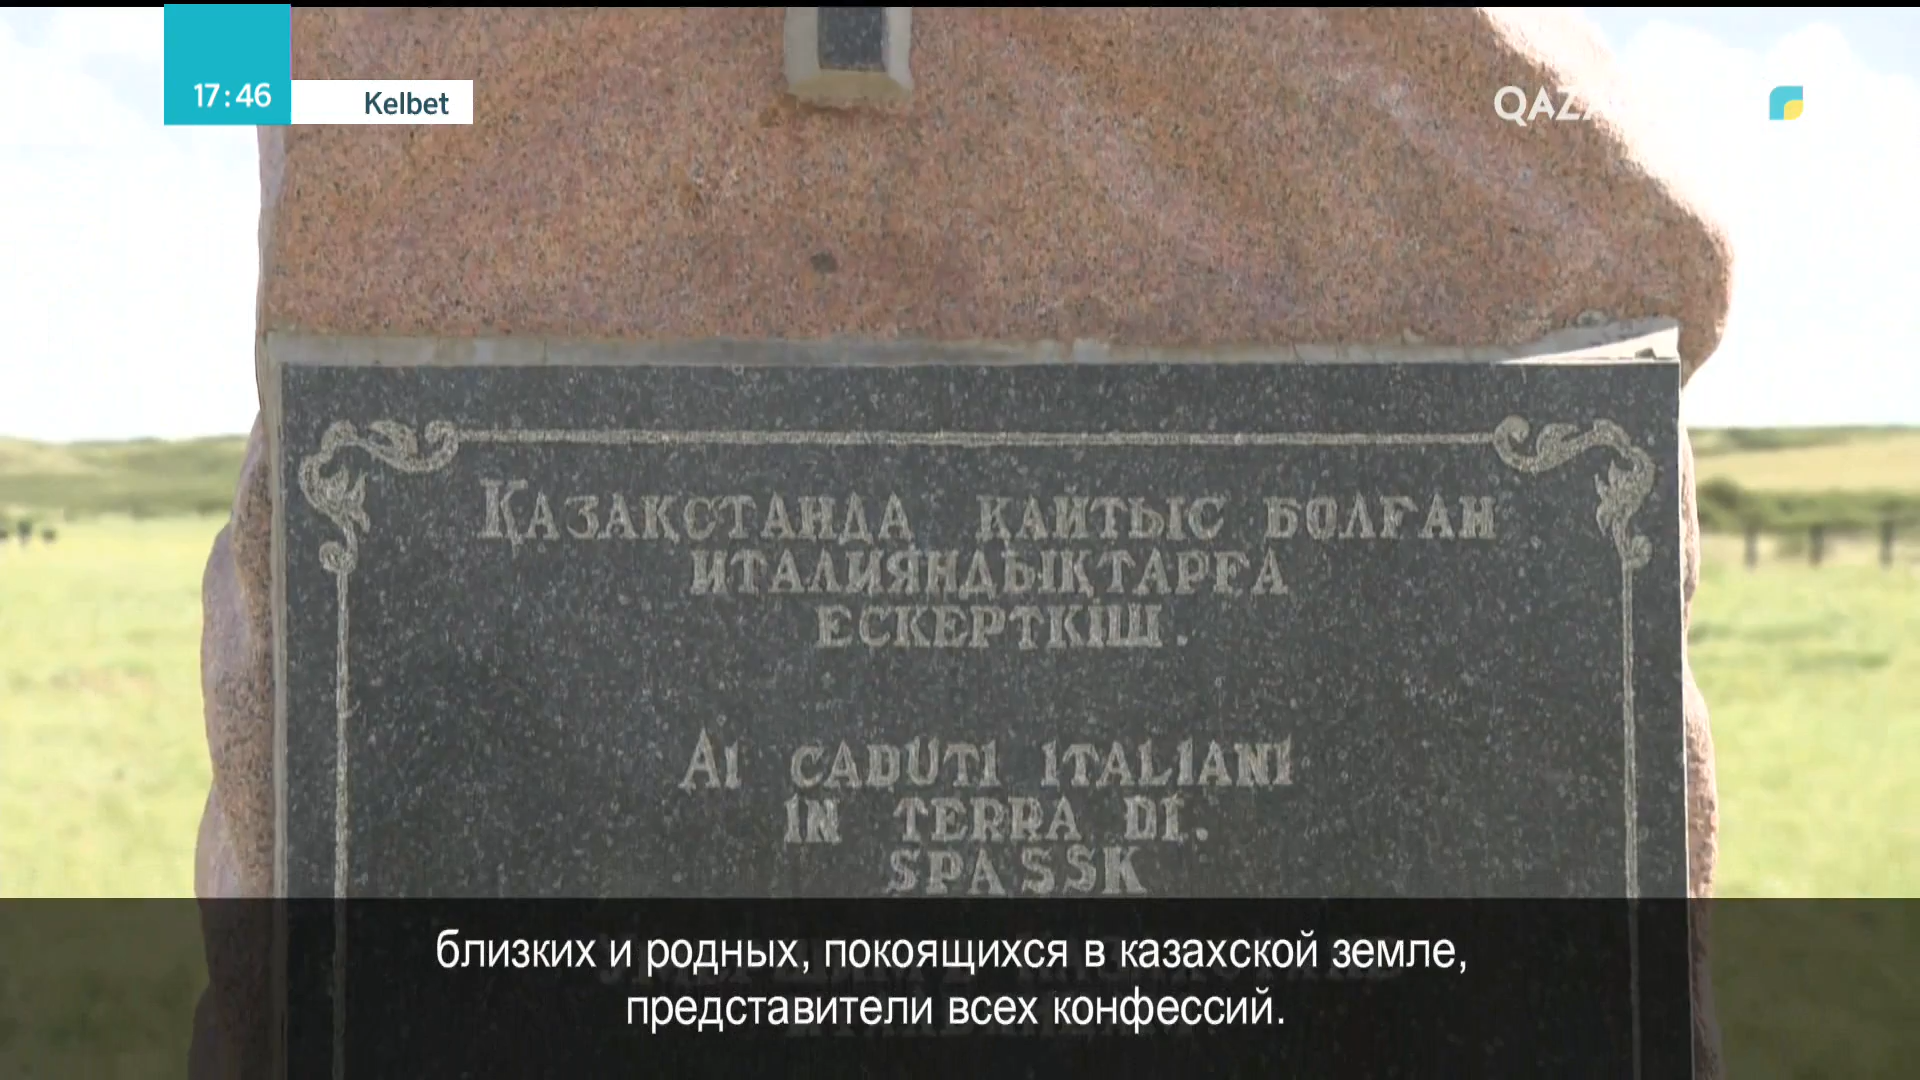 17:46
Kelbet
QAZA
ҚАЗАҚСТАНДА ҚАЙТЫС БОЛҒАН
ИТАЛИЯНДЫҚТАРҒА
ЕСКЕРТКІШ.
AI CADUTI ITALIANI
IN TERRA DI.
SPASSK
близких и родных, покоящихся в казахской земле,
представители всех конфессий.